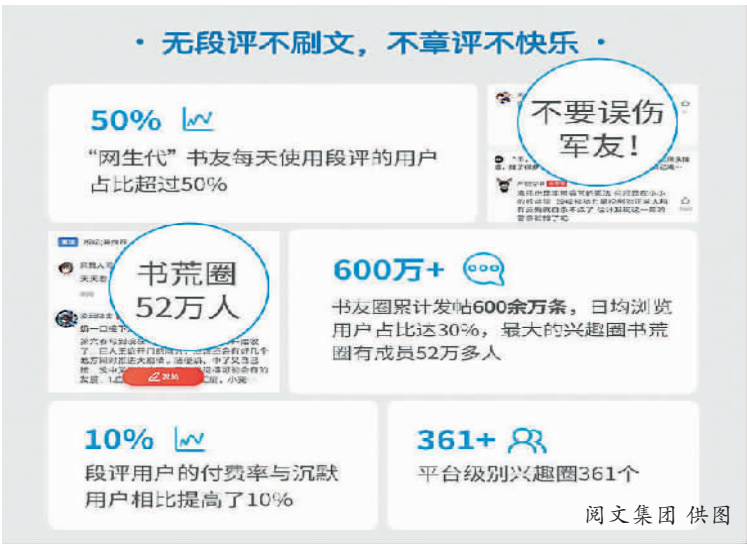 · 无段评不刷文，不章评不快乐 ·
50%
“网生代”书友每天使用段评的用户
占比超过50%
不要误伤
军友！
书荒圈
52万人
发帖
600万+
书友圈累计发帖600余万条，日均浏览
用户占比达30%，最大的兴趣圈书荒
圈有成员52万多人
10%
段评用户的付费率与沉默
用户相比提高了10%
361+
平台级别兴趣圈361个
阅文集团 供图